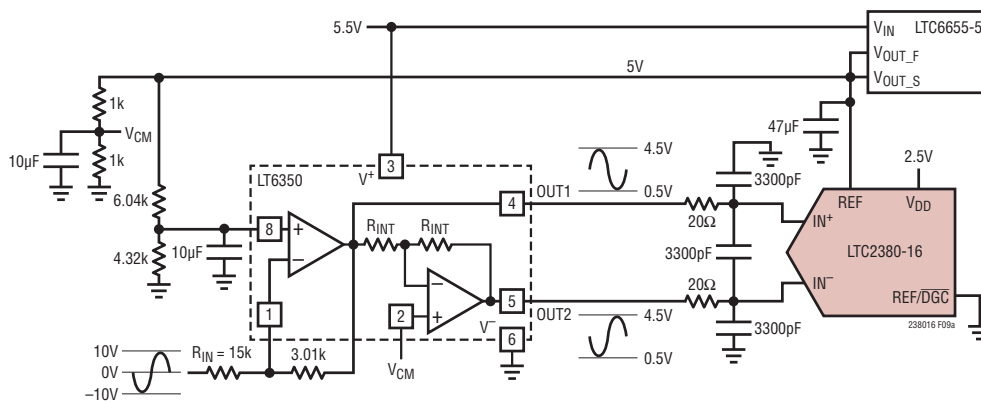 5.5V
VIN
LTC6655-5
VOUT_F
5V
VOUT_S
1k
VCM
10µF
1k
47µF
3
V+
LT6350
4.5V
0.5V
3300pF
2.5V
6.04k
4
OUT1
8
+
−
RINT
RINT
20Ω
REF
VDD
IN+
10µF
4.32k
3300pF
LTC2380-16
1
−
+
2
5
V−
OUT2
20Ω
IN−
REF/DGC
6
4.5V
0.5V
3300pF
238016 F09a
10V
0V
−10V
RIN = 15k
3.01k
VCM